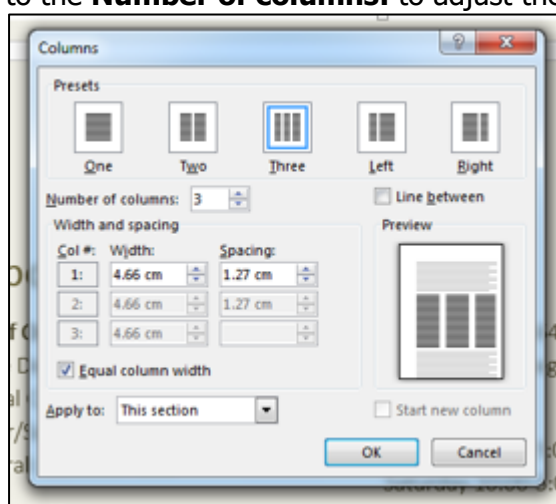 to the Number of columns: to adjust the
Columns
Presets
One Two Three Left Right
Number of columns: 3 Line between
Width and spacing Preview
Col #: Width: Spacing:
1: 4.66 cm 1.27 cm
2: 4.66 cm 1.27 cm
3: 4.66 cm
Equal column width
Apply to: This section Start new column
OK Cancel